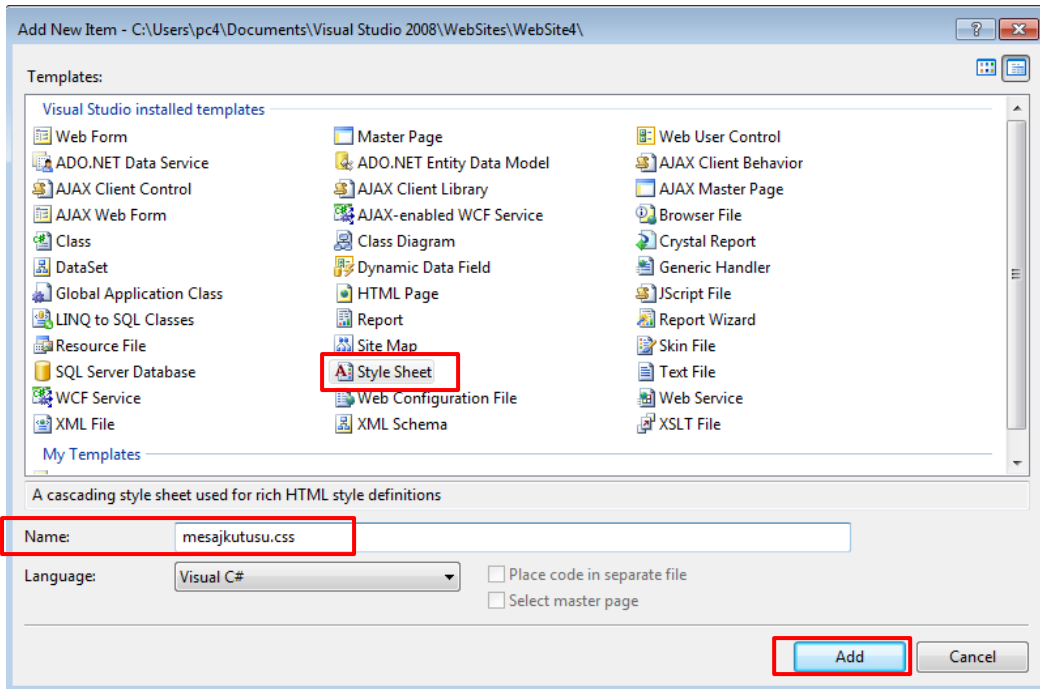 Add New Item - C:\Users\pc4\Documents\Visual Studio 2008\WebSites\WebSite4\
Templates:
Visual Studio installed templates
Web Form Master Page Web User Control
ADO.NET Data Service ADO.NET Entity Data Model AJAX Client Behavior
AJAX Client Control AJAX Client Library AJAX Master Page
AJAX Web Form AJAX-enabled WCF Service Browser File
Class Class Diagram Crystal Report
DataSet Dynamic Data Field Generic Handler
Global Application Class HTML Page JScript File
LINQ to SQL Classes Report Report Wizard
Resource File Site Map Skin File
SQL Server Database Style Sheet Text File
WCF Service Web Configuration File Web Service
XML File XML Schema XSLT File
My Templates
A cascading style sheet used for rich HTML style definitions
Name: mesajkutusu.css
Language: Visual C# Place code in separate file
Select master page
Add Cancel